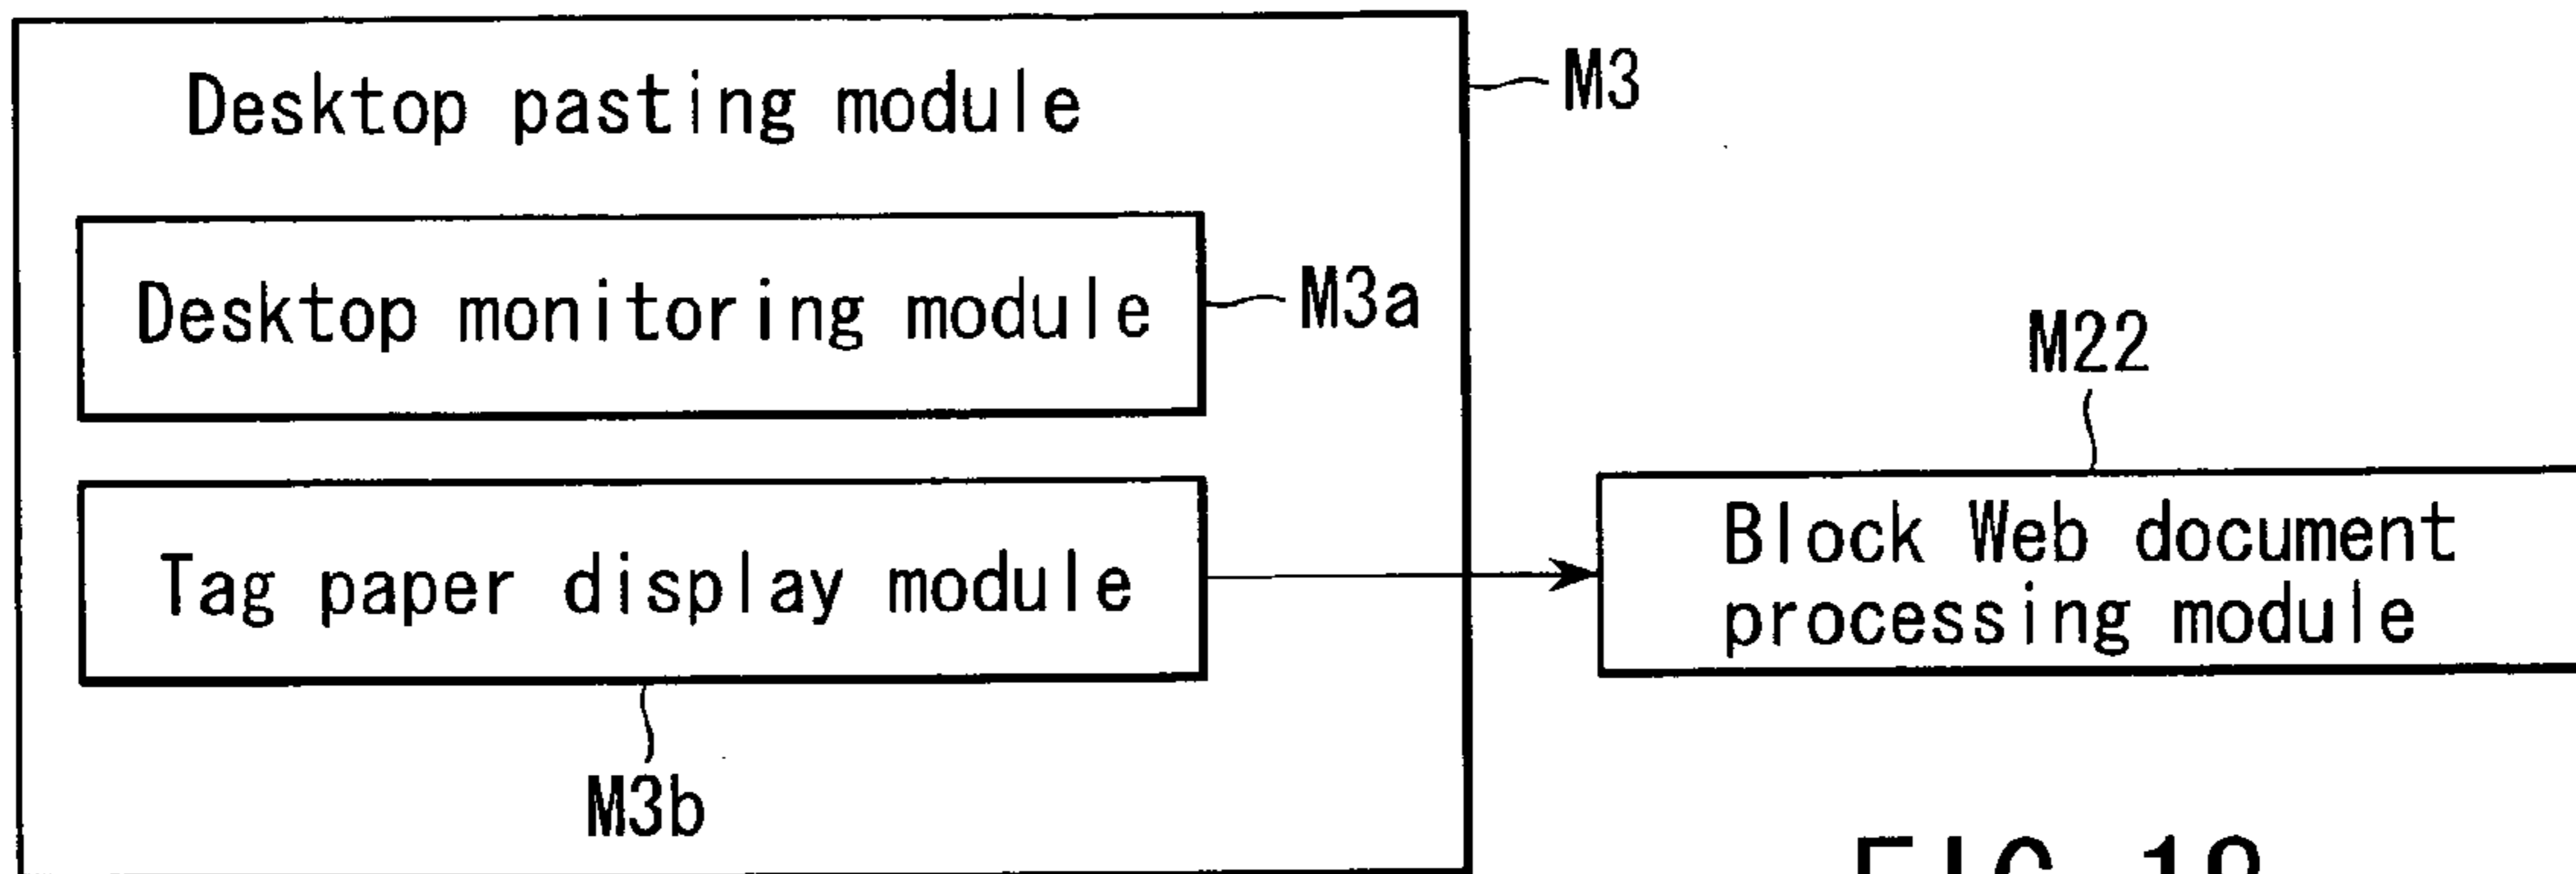 Desktop pasting module
M3
Desktop monitoring module
M3a
M22
Tag paper display module
Block Web document
processing module
M3b
FIG